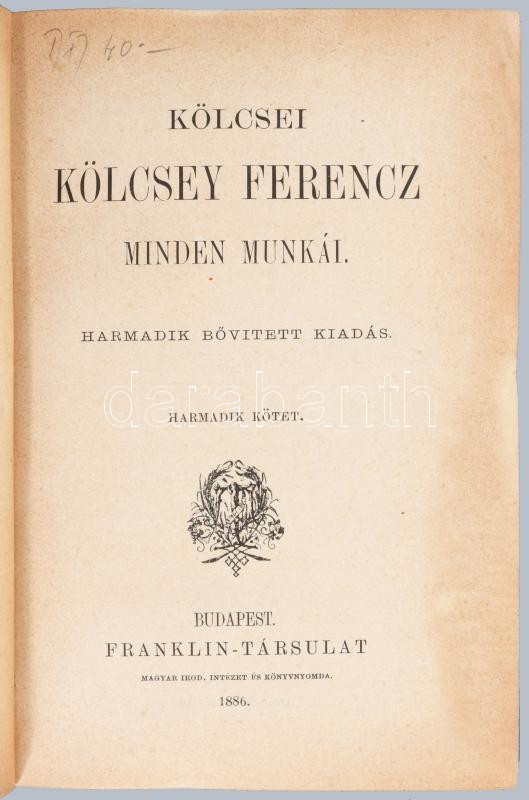 40.—
KÖLCSEI
KÖLCSEY FERENCZ
MINDEN MUNKÁI.
HARMADIK BŐVITETT KIADÁS.
darabanth
HARMADIK KÖTET.
BUDAPEST.
FRANKLIN-TÁRSULAT
MAGYAR IROD. INTÉZET ÉS KÖNYVNYOMDA.
1886.